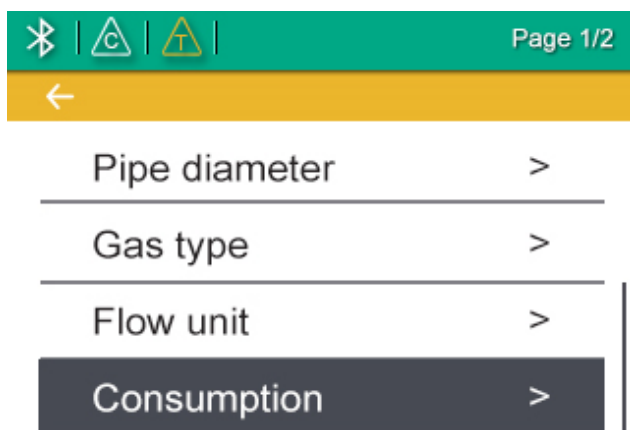 C T Page 1/2
Pipe diameter >
Gas type >
Flow unit >
Consumption >